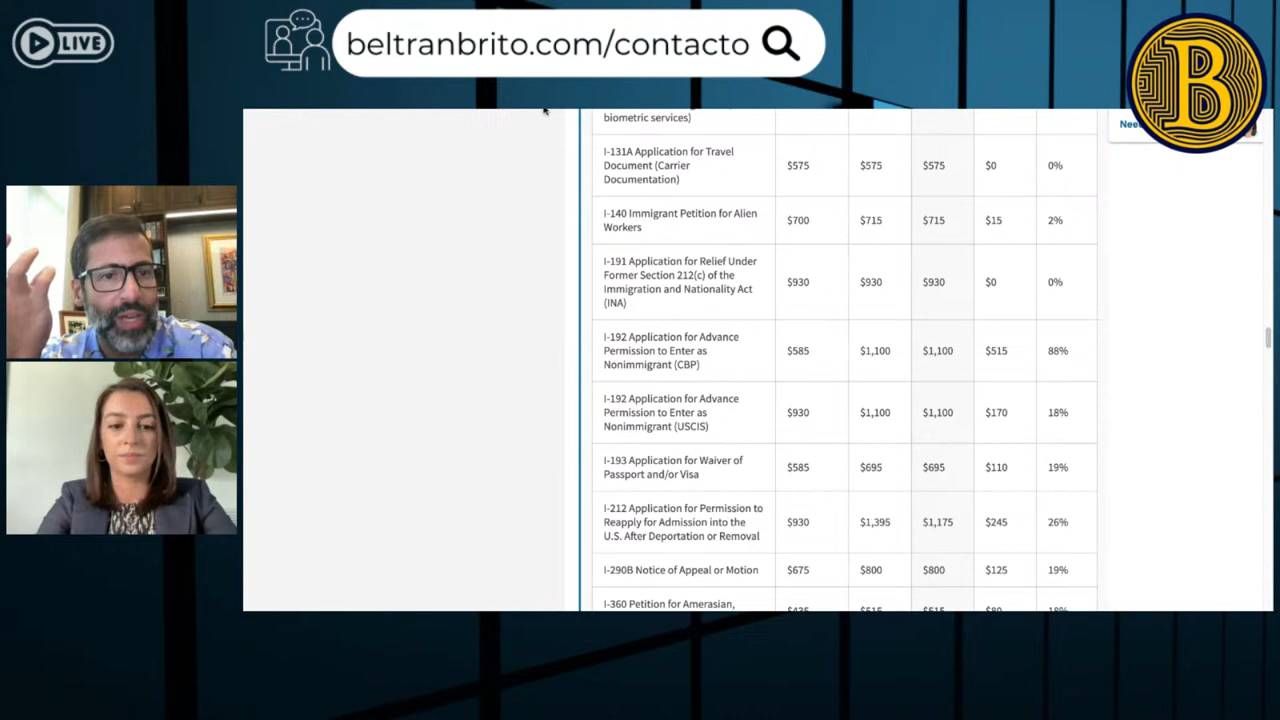 LIVE
beltranbrito.com/contacto
B
Nee
biometric services)
I-131A Application for Travel
Document (Carrier
Documentation)
$575 $575 $575 $0 0%
I-140 Immigrant Petition for Alien
Workers
$700 $715 $715 $15 2%
I-191 Application for Relief Under
Former Section 212(c) of the
Immigration and Nationality Act
(INA)
$930 $930 $930 $0 0%
I-192 Application for Advance
Permission to Enter as
Nonimmigrant (CBP)
$585 $1,100 $1,100 $515 88%
I-192 Application for Advance
Permission to Enter as
Nonimmigrant (USCIS)
$930 $1,100 $1,100 $170 18%
I-193 Application for Waiver of
Passport and/or Visa
$585 $695 $695 $110 19%
I-212 Application for Permission to
Reapply for Admission into the
U.S. After Deportation or Removal
$930 $1,395 $1,175 $245 26%
I-290B Notice of Appeal or Motion
$675 $800 $800 $125 19%
I-360 Petition for Amerasian,